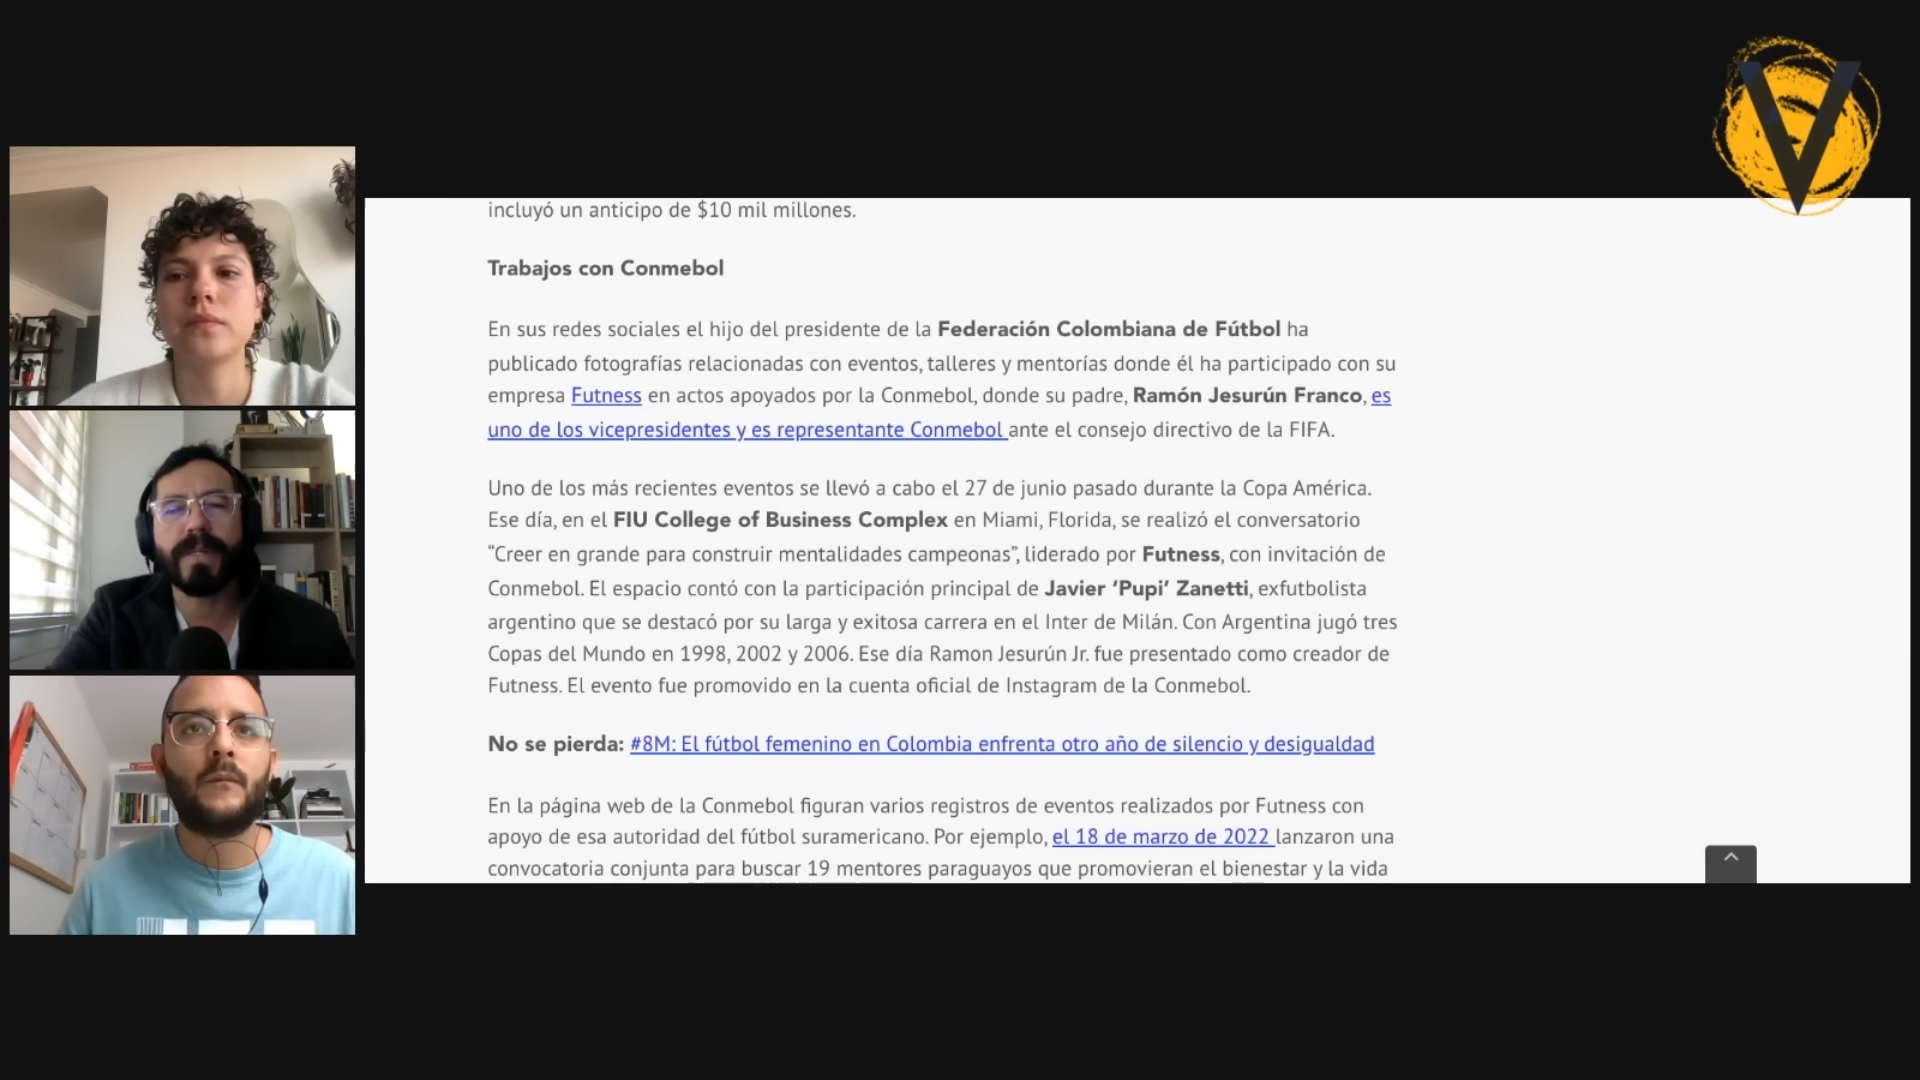 V
incluyó un anticipo de $10 mil millones.
Trabajos con Conmebol
En sus redes sociales el hijo del presidente de la Federación Colombiana de Fútbol ha
publicado fotografías relacionadas con eventos, talleres y mentorías donde él ha participado con su
empresa Futness en actos apoyados por la Conmebol, donde su padre, Ramón Jesurún Franco, es
uno de los vicepresidentes y es representante Conmebol ante el consejo directivo de la FIFA.
Uno de los más recientes eventos se llevó a cabo el 27 de junio pasado durante la Copa América.
Ese día, en el FIU College of Business Complex en Miami, Florida, se realizó el conversatorio
“Creer en grande para construir mentalidades campeonas”, liderado por Futness, con invitación de
Conmebol. El espacio contó con la participación principal de Javier ‘Pupi’ Zanetti, exfutbolista
argentino que se destacó por su larga y exitosa carrera en el Inter de Milán. Con Argentina jugó tres
Copas del Mundo en 1998, 2002 y 2006. Ese día Ramon Jesurún Jr. fue presentado como creador de
Futness. El evento fue promovido en la cuenta oficial de Instagram de la Conmebol.
No se pierda: #8M: El fútbol femenino en Colombia enfrenta otro año de silencio y desigualdad
En la página web de la Conmebol figuran varios registros de eventos realizados por Futness con
apoyo de esa autoridad del fútbol suramericano. Por ejemplo, el 18 de marzo de 2022 lanzaron una
convocatoria conjunta para buscar 19 mentores paraguayos que promovieran el bienestar y la vida